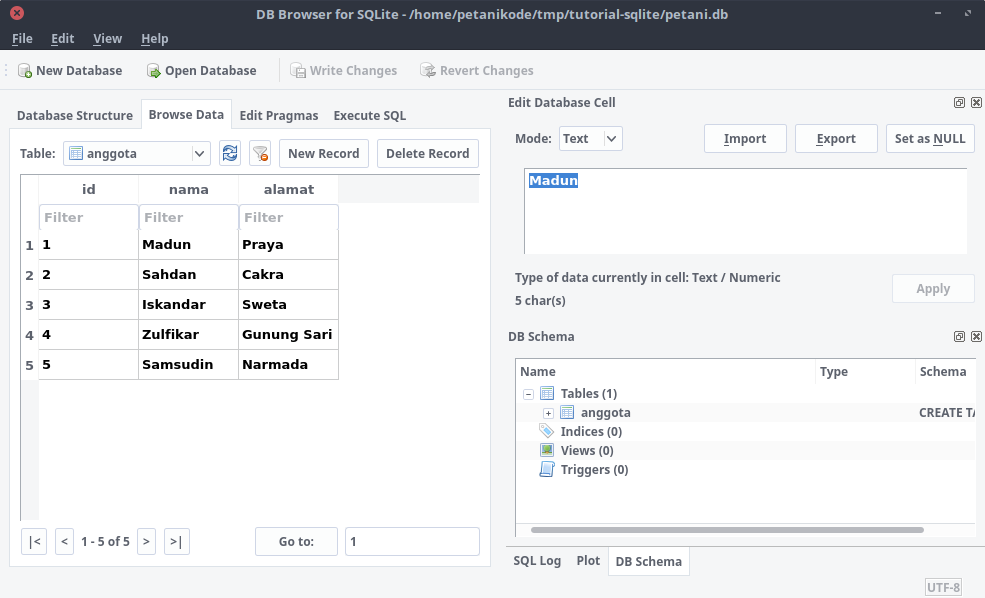 DB Browser for SQLite - /home/petanikode/tmp/tutorial-sqlite/petani.db
File Edit View Help
New Database Open Database Write Changes Revert Changes
Database Structure Browse Data Edit Pragmas Execute SQL
Table: anggota New Record Delete Record
id nama alamat
Filter Filter Filter
1 1 Madun Praya
2 2 Sahdan Cakra
3 3 Iskandar Sweta
4 4 Zulfikar Gunung Sari
5 5 Samsudin Narmada
|< < 1 - 5 of 5 > >| Go to: 1
Edit Database Cell
Mode: Text Import Export Set as NULL
Madun
Type of data currently in cell: Text / Numeric
5 char(s)
Apply
DB Schema
Name Type Schema
Tables (1)
anggota CREATE TA
Indices (0)
Views (0)
Triggers (0)
SQL Log Plot DB Schema
UTF-8